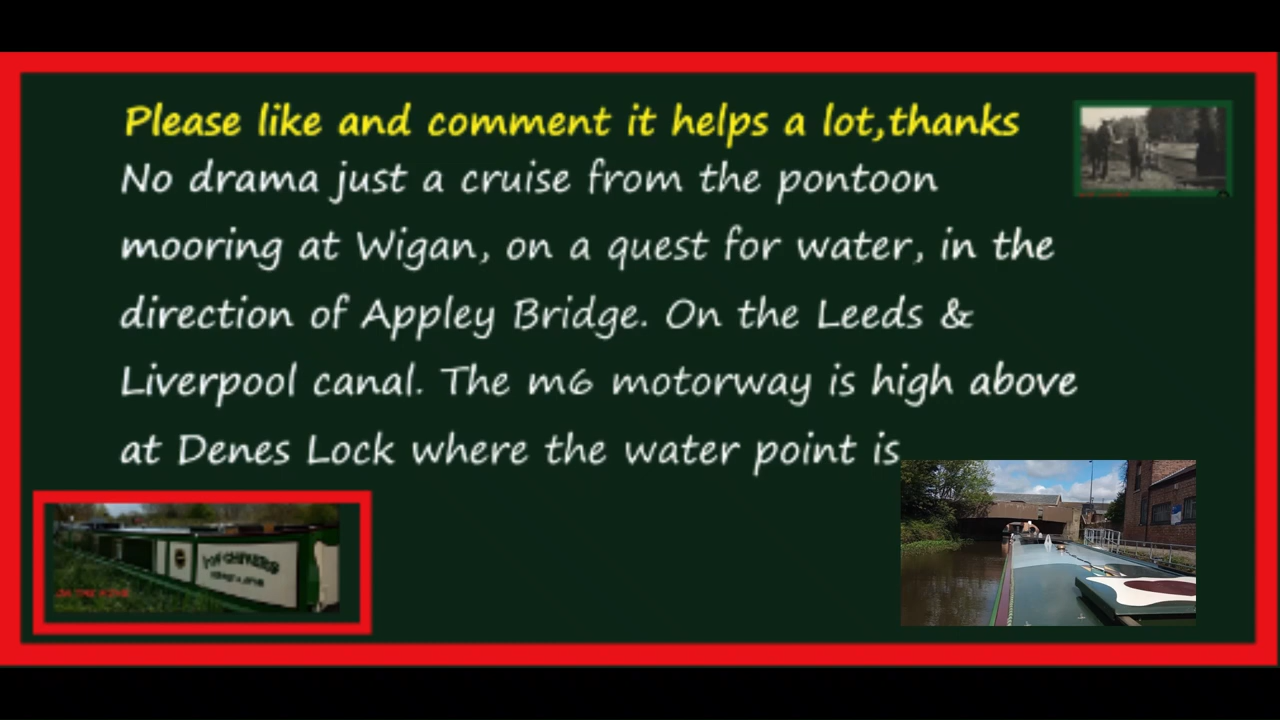 Please like and comment it helps a lot,thanks
No drama just a cruise from the pontoon
mooring at Wigan, on a quest for water, in the
direction of Appley Bridge. On the Leeds &
Liverpool canal. The m6 motorway is high above
at Denes Lock where the water point is